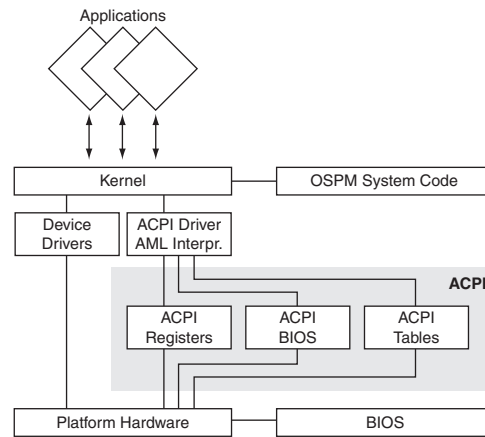 Applications
Kernel
OSPM System Code
Device
Drivers
ACPI Driver
AML Interpr.
ACPI
ACPI
Registers
ACPI
BIOS
ACPI
Tables
Platform Hardware
BIOS